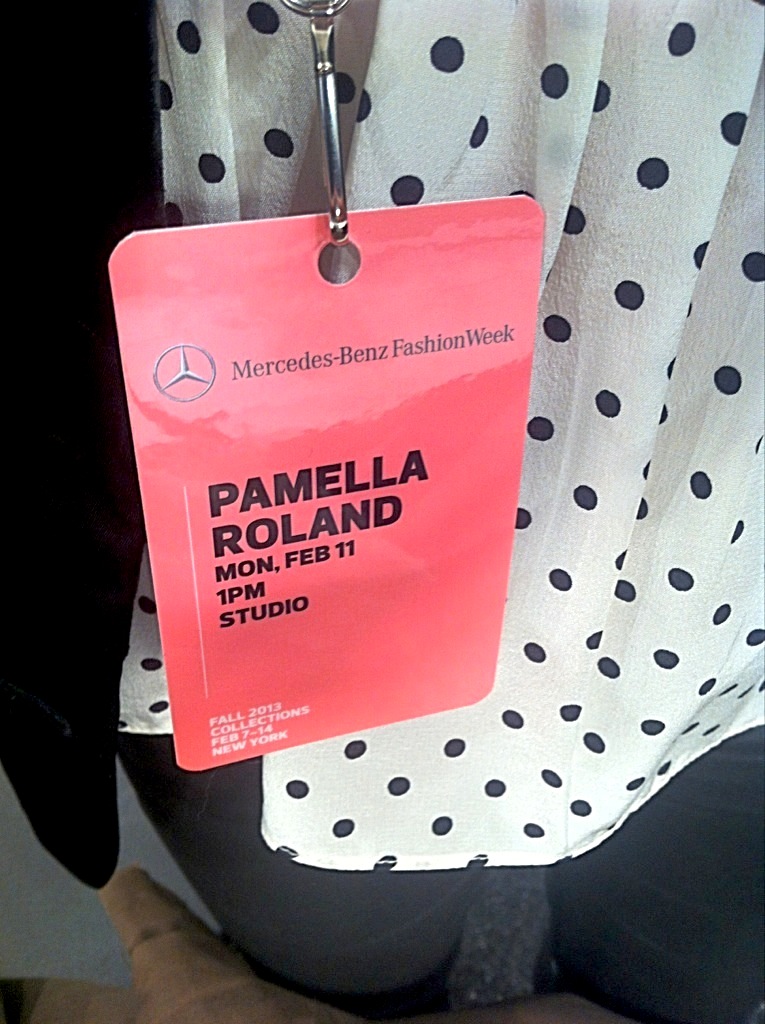 Mercedes-Benz FashionWeek
PAMELLA
ROLAND
MON, FEB 11
1PM
STUDIO
FALL 2013
COLLECTIONS
FEB 7-14
NEW YORK